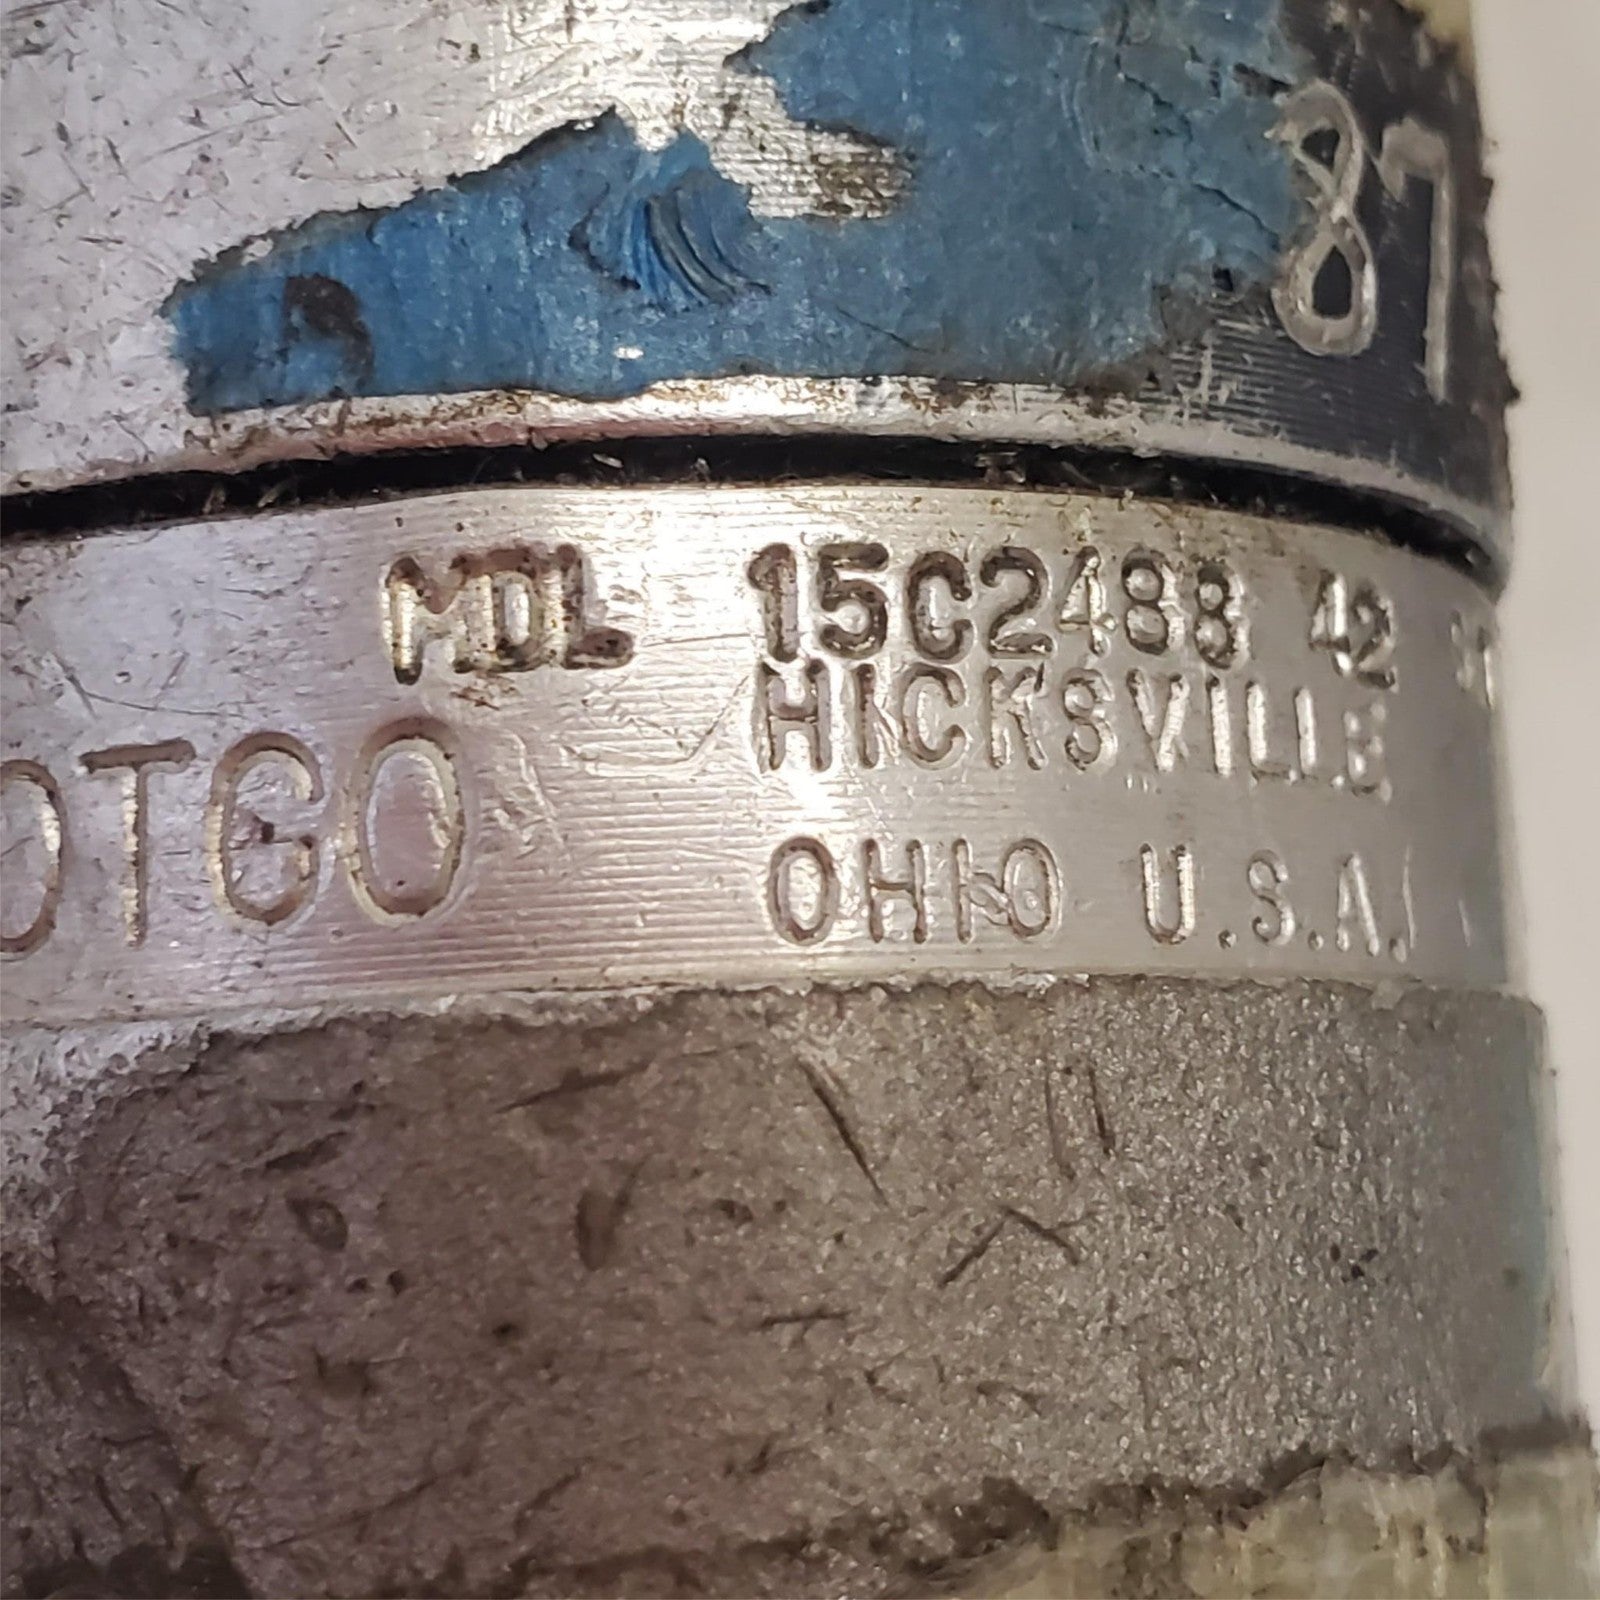 87
MDL 15C2488 42
HICKSVILLE
OTCO
OHIO U.S.A.